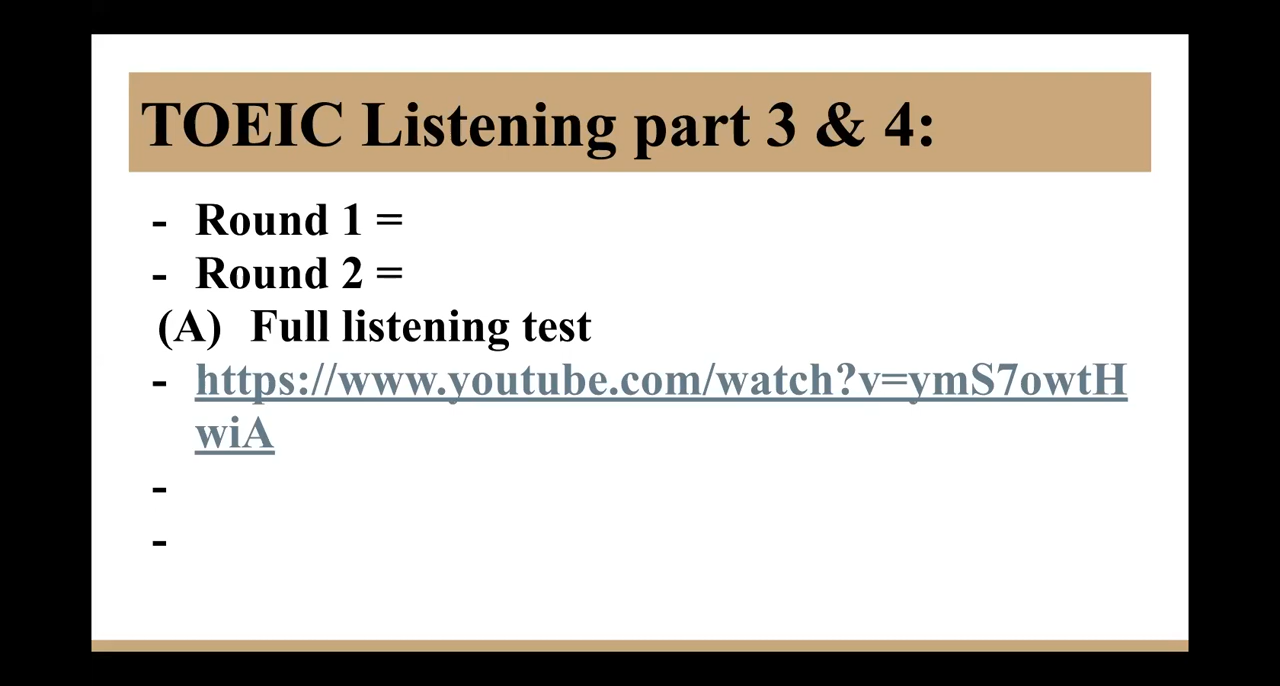 TOEIC Listening part 3 & 4:
- Round 1 =
- Round 2 =
(A) Full listening test
- https://www.youtube.com/watch?v=ymS7owtH
wiA
-
-